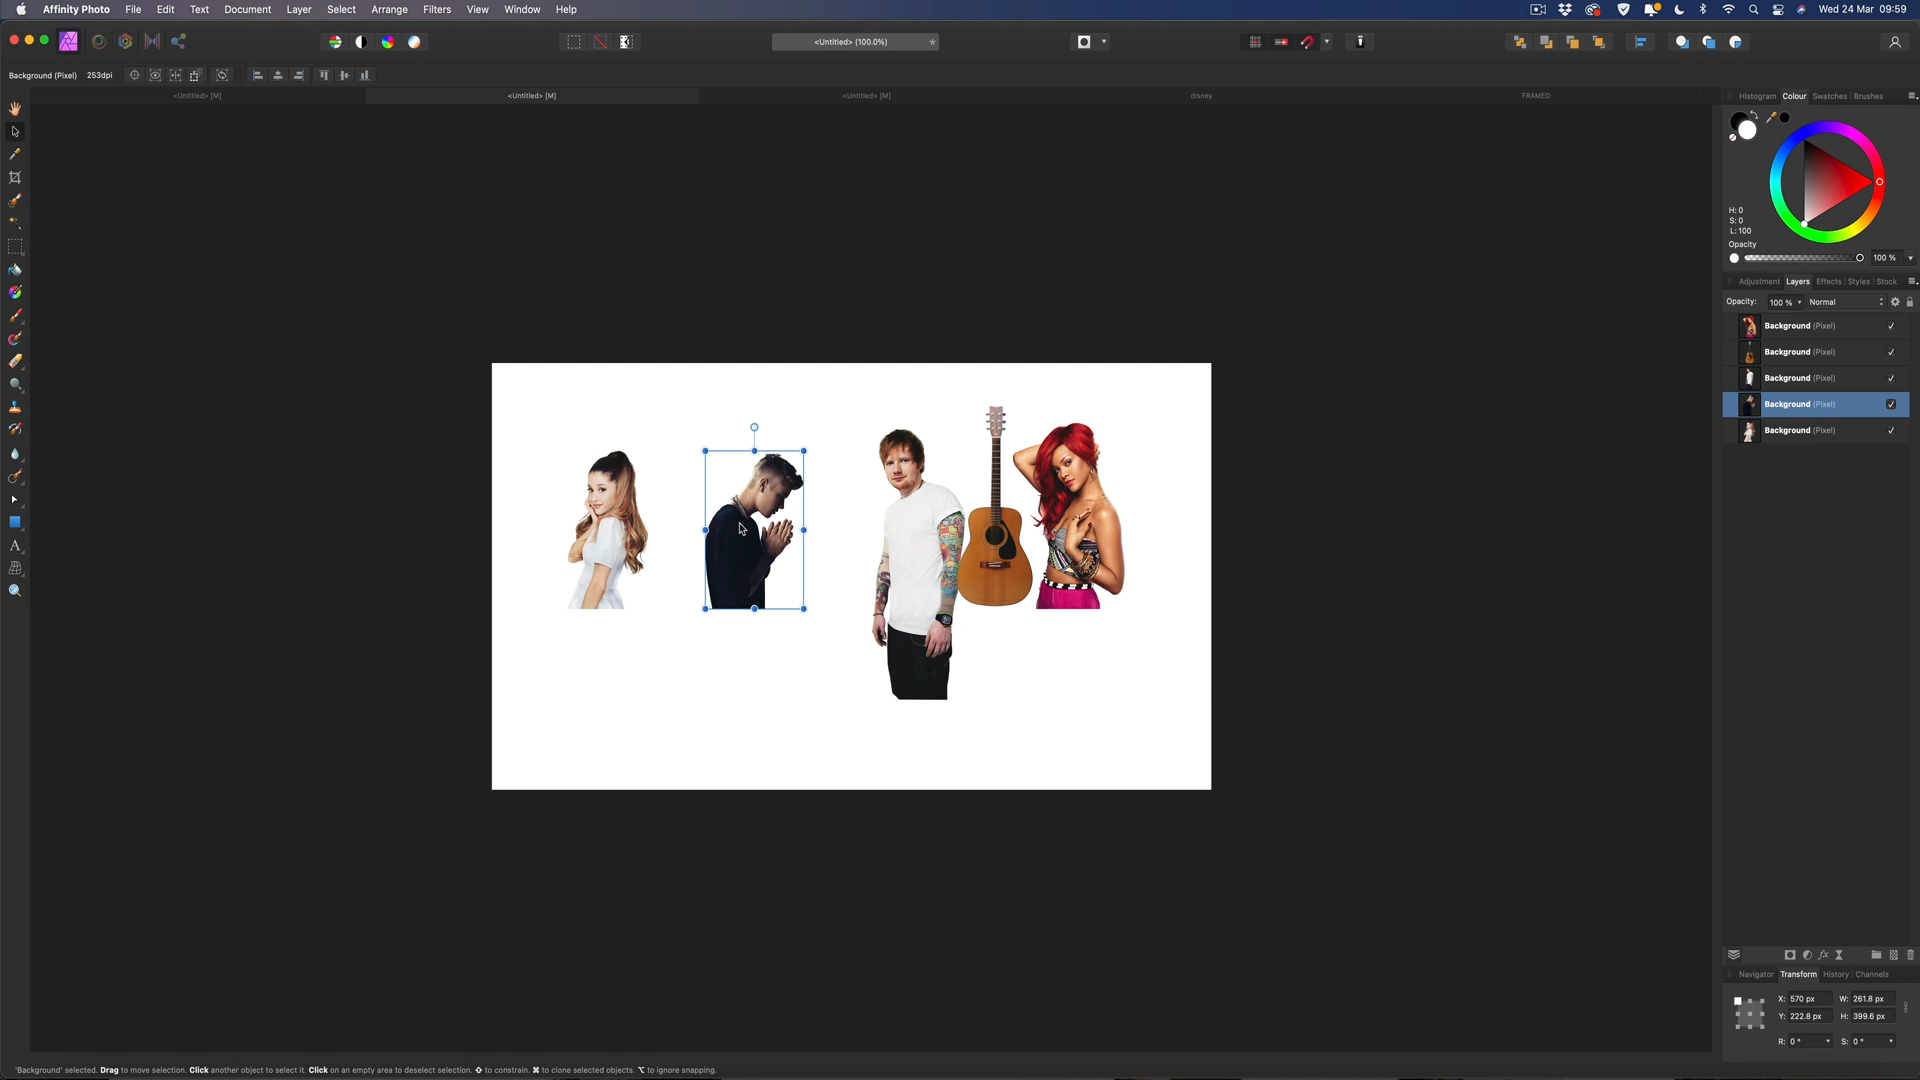 Affinity Photo File Edit Text Document Layer Select Arrange Filters View Window Help Wed 24 Mar 09:59
<Untitled> (100.0%)
Background (Pixel) 253dpi
<Untitled> [M] <Untitled> [M] <Untitled> [M] disney FRAMED
Histogram Colour Swatches Brushes
H: 0
S: 0
L: 100
Opacity
100 %
Adjustment Layers Effects Styles Stock
Opacity: 100 % Normal
Background (Pixel)
Background (Pixel)
Background (Pixel)
Background (Pixel)
Background (Pixel)
A
fx
Navigator Transform History Channels
X: 570 px W: 261.8 px
Y: 222.8 px H: 399.6 px
R: 0 ° S: 0 °
'Background' selected. Drag to move selection. Click another object to select it. Click on an empty area to deselect selection. ⇧ to constrain. ⌘ to clone selected objects. ⌥ to ignore snapping.